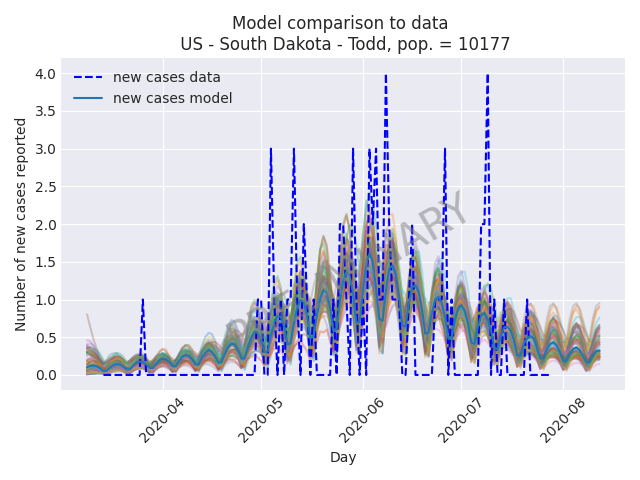 Model comparison to data
US - South Dakota - Todd, pop. = 10177
new cases data
new cases model
Number of new cases reported
4.0
3.5
3.0
2.5
2.0
1.5
1.0
0.5
0.0
2020-04
2020-05
2020-06
2020-07
2020-08
Day